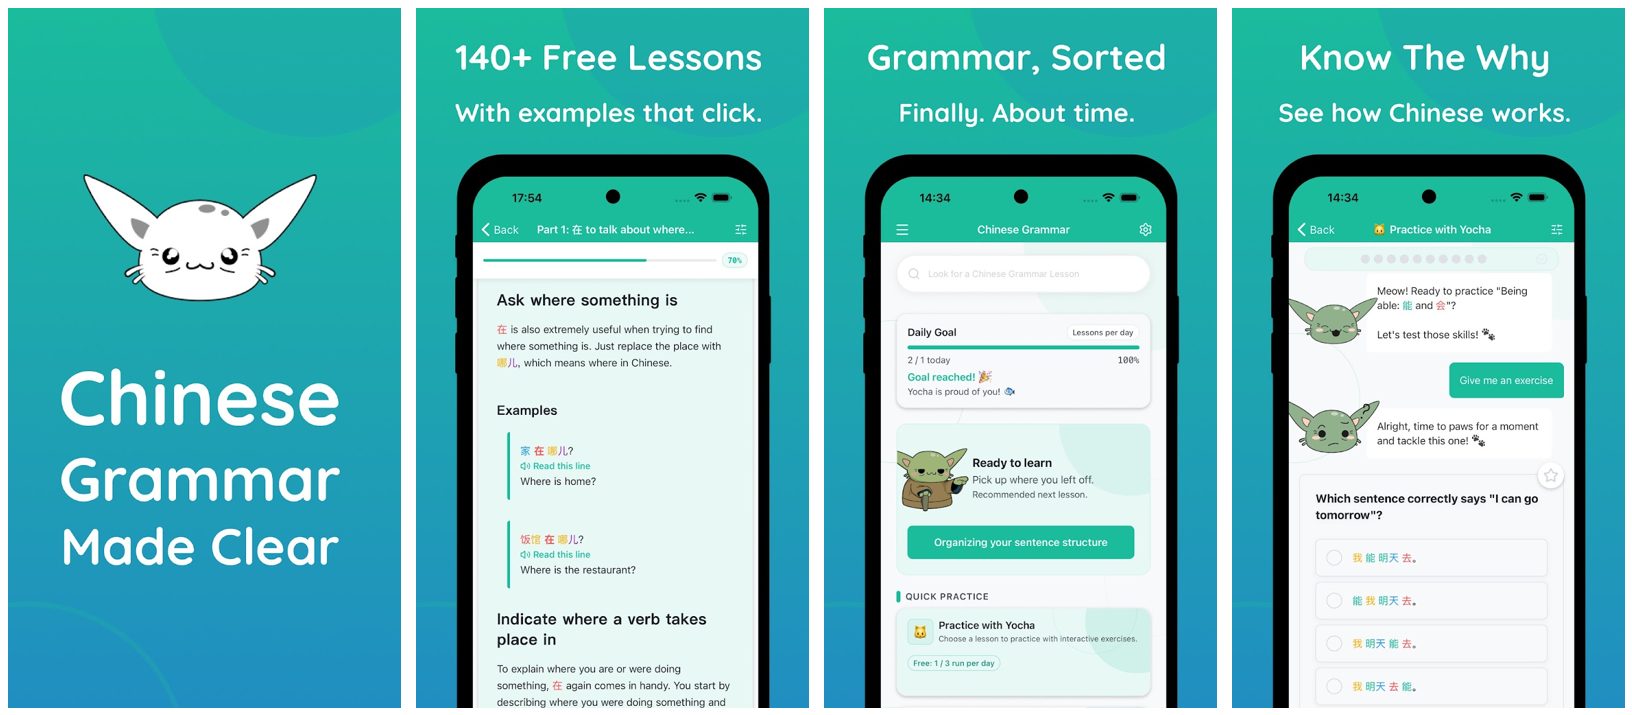 Chinese
Grammar
Made Clear
140+ Free Lessons
With examples that click.
17:54
Back
Part 1: 在 to talk about where...
70%
Ask where something is
在 is also extremely useful when trying to find
where something is. Just replace the place with
哪儿, which means where in Chinese.
Examples
家 在 哪儿?
Read this line
Where is home?
饭馆 在 哪儿?
Read this line
Where is the restaurant?
Indicate where a verb takes
place in
To explain where you are or were doing
something, 在 again comes in handy. You start by
describing where you were doing something and
Grammar, Sorted
Finally. About time.
14:34
Chinese Grammar
Look for a Chinese Grammar Lesson
Daily Goal
Lessons per day
2 / 1 today
100%
Goal reached! 🎉
Yocha is proud of you! 🐟
Ready to learn
Pick up where you left off.
Recommended next lesson.
Organizing your sentence structure
QUICK PRACTICE
Practice with Yocha
Choose a lesson to practice with interactive exercises.
Free: 1 / 3 run per day
Know The Why
See how Chinese works.
14:34
Back
🐱 Practice with Yocha
Meow! Ready to practice "Being
able: 能 and 会"?
Let's test those skills! 🐾
Give me an exercise
?
Alright, time to paws for a moment
and tackle this one! 🐾
Which sentence correctly says "I can go
tomorrow"?
我 能 明天 去。
能 我 明天 去。
我 明天 能 去。
我 明天 去 能。